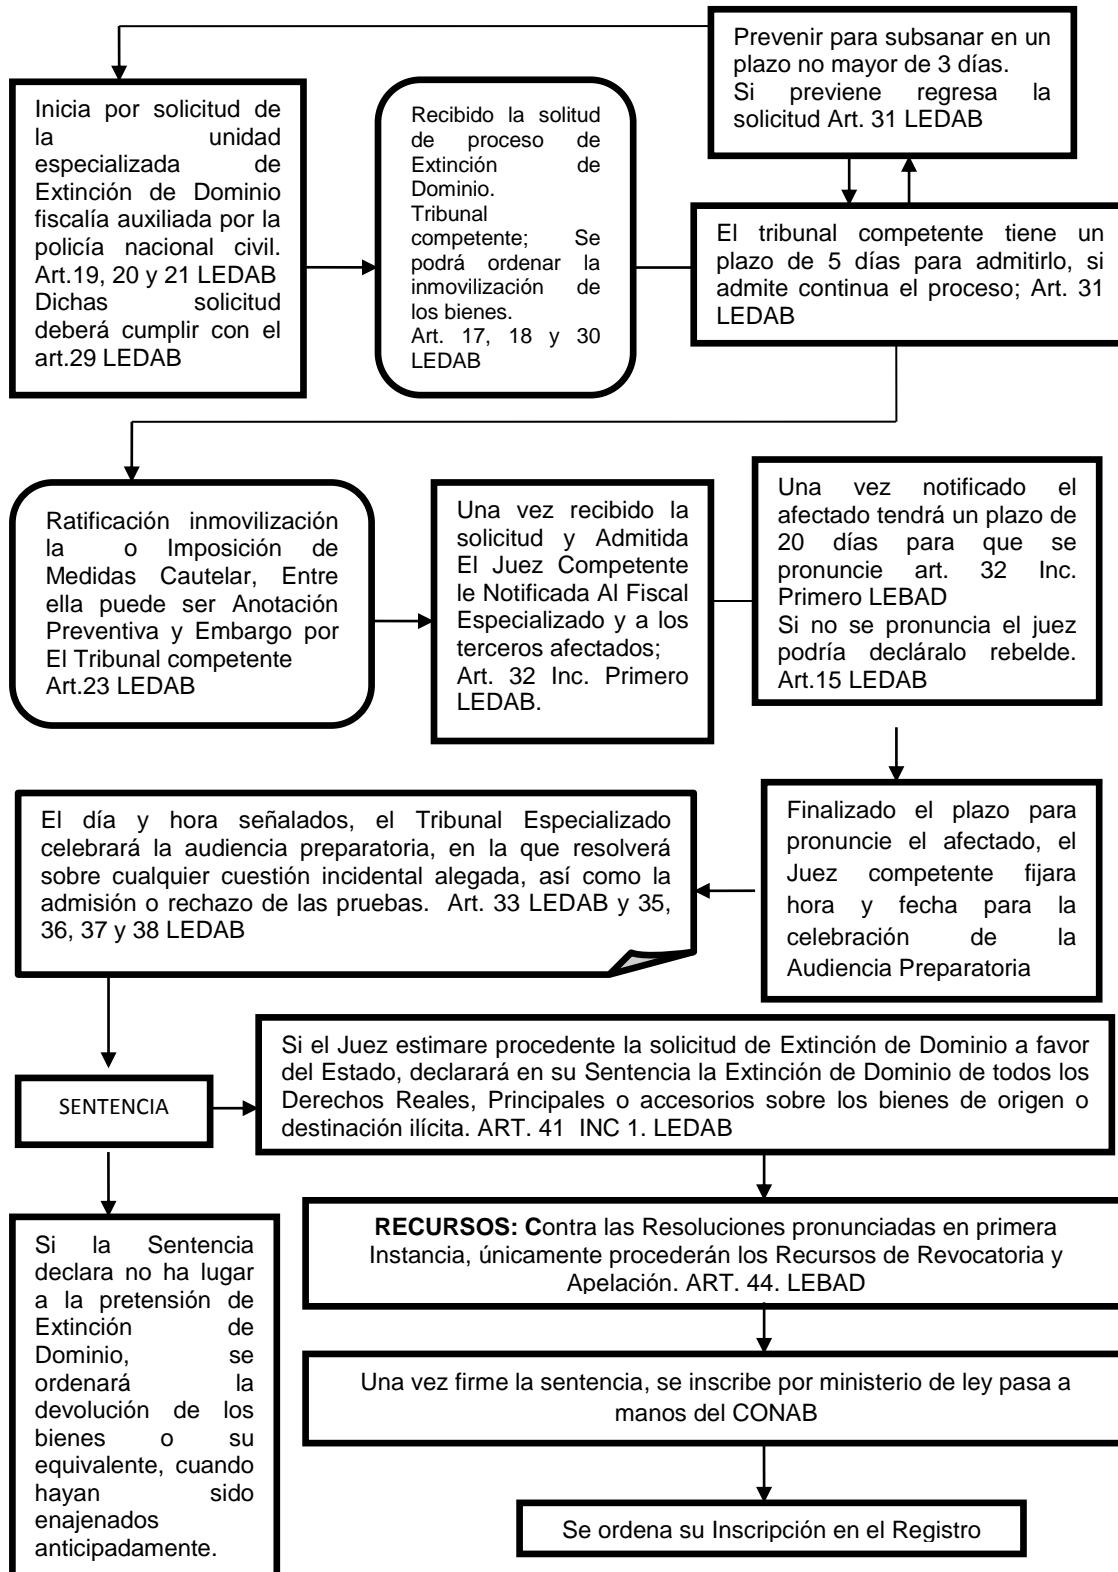 Prevenir para subsanar en un
plazo no mayor de 3 días.
Si previene regresa la
solicitud Art. 31 LEDAB
Inicia por solicitud de
la unidad
especializada de
Extinción de Dominio
fiscalía auxiliada por la
policía nacional civil.
Art.19, 20 y 21 LEDAB
Dichas solicitud
deberá cumplir con el
art.29 LEDAB
Recibido la solitud
de proceso de
Extinción de
Dominio.
Tribunal
competente; Se
podrá ordenar la
inmovilización de
los bienes.
Art. 17, 18 y 30
LEDAB
El tribunal competente tiene un
plazo de 5 días para admitirlo, si
admite continua el proceso; Art. 31
LEDAB
Ratificación inmovilización
la o Imposición de
Medidas Cautelar, Entre
ella puede ser Anotación
Preventiva y Embargo por
El Tribunal competente
Art.23 LEDAB
Una vez recibido la
solicitud y Admitida
El Juez Competente
le Notificada Al Fiscal
Especializado y a los
terceros afectados;
Art. 32 Inc. Primero
LEDAB.
Una vez notificado el
afectado tendrá un plazo de
20 días para que se
pronuncie art. 32 Inc.
Primero LEBAD
Si no se pronuncia el juez
podría decláralo rebelde.
Art.15 LEDAB
Finalizado el plazo para
pronuncie el afectado, el
Juez competente fijara
hora y fecha para la
celebración de la
Audiencia Preparatoria
El día y hora señalados, el Tribunal Especializado
celebrará la audiencia preparatoria, en la que resolverá
sobre cualquier cuestión incidental alegada, así como la
admisión o rechazo de las pruebas. Art. 33 LEDAB y 35,
36, 37 y 38 LEDAB
SENTENCIA
Si el Juez estimare procedente la solicitud de Extinción de Dominio a favor
del Estado, declarará en su Sentencia la Extinción de Dominio de todos los
Derechos Reales, Principales o accesorios sobre los bienes de origen o
destinación ilícita. ART. 41 INC 1. LEDAB
RECURSOS: Contra las Resoluciones pronunciadas en primera
Instancia, únicamente procederán los Recursos de Revocatoria y
Apelación. ART. 44. LEBAD
Una vez firme la sentencia, se inscribe por ministerio de ley pasa a
manos del CONAB
Se ordena su Inscripción en el Registro
Si la Sentencia
declara no ha lugar
a la pretensión de
Extinción de
Dominio, se
ordenará la
devolución de los
bienes o su
equivalente, cuando
hayan sido
enajenados
anticipadamente.